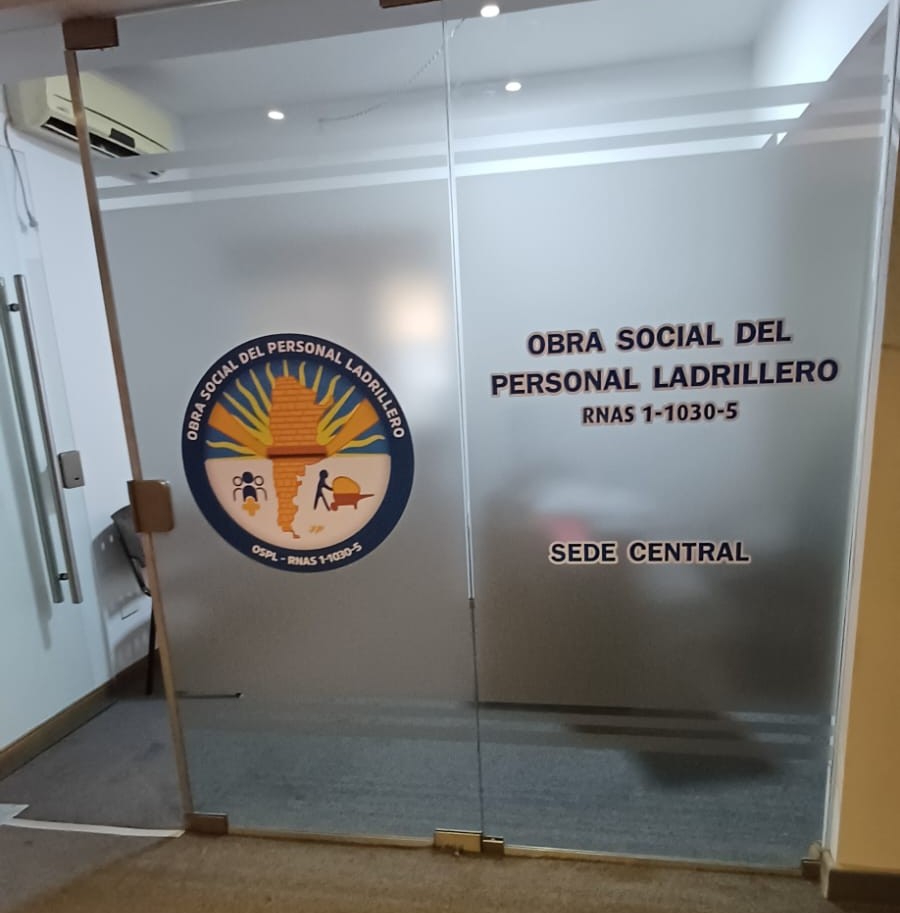 OBRA SOCIAL DEL PERSONAL LADRILLERO
OSPL - RNAS 1-1030-5
OBRA SOCIAL DEL
PERSONAL LADRILLERO
RNAS 1-1030-5
SEDE CENTRAL